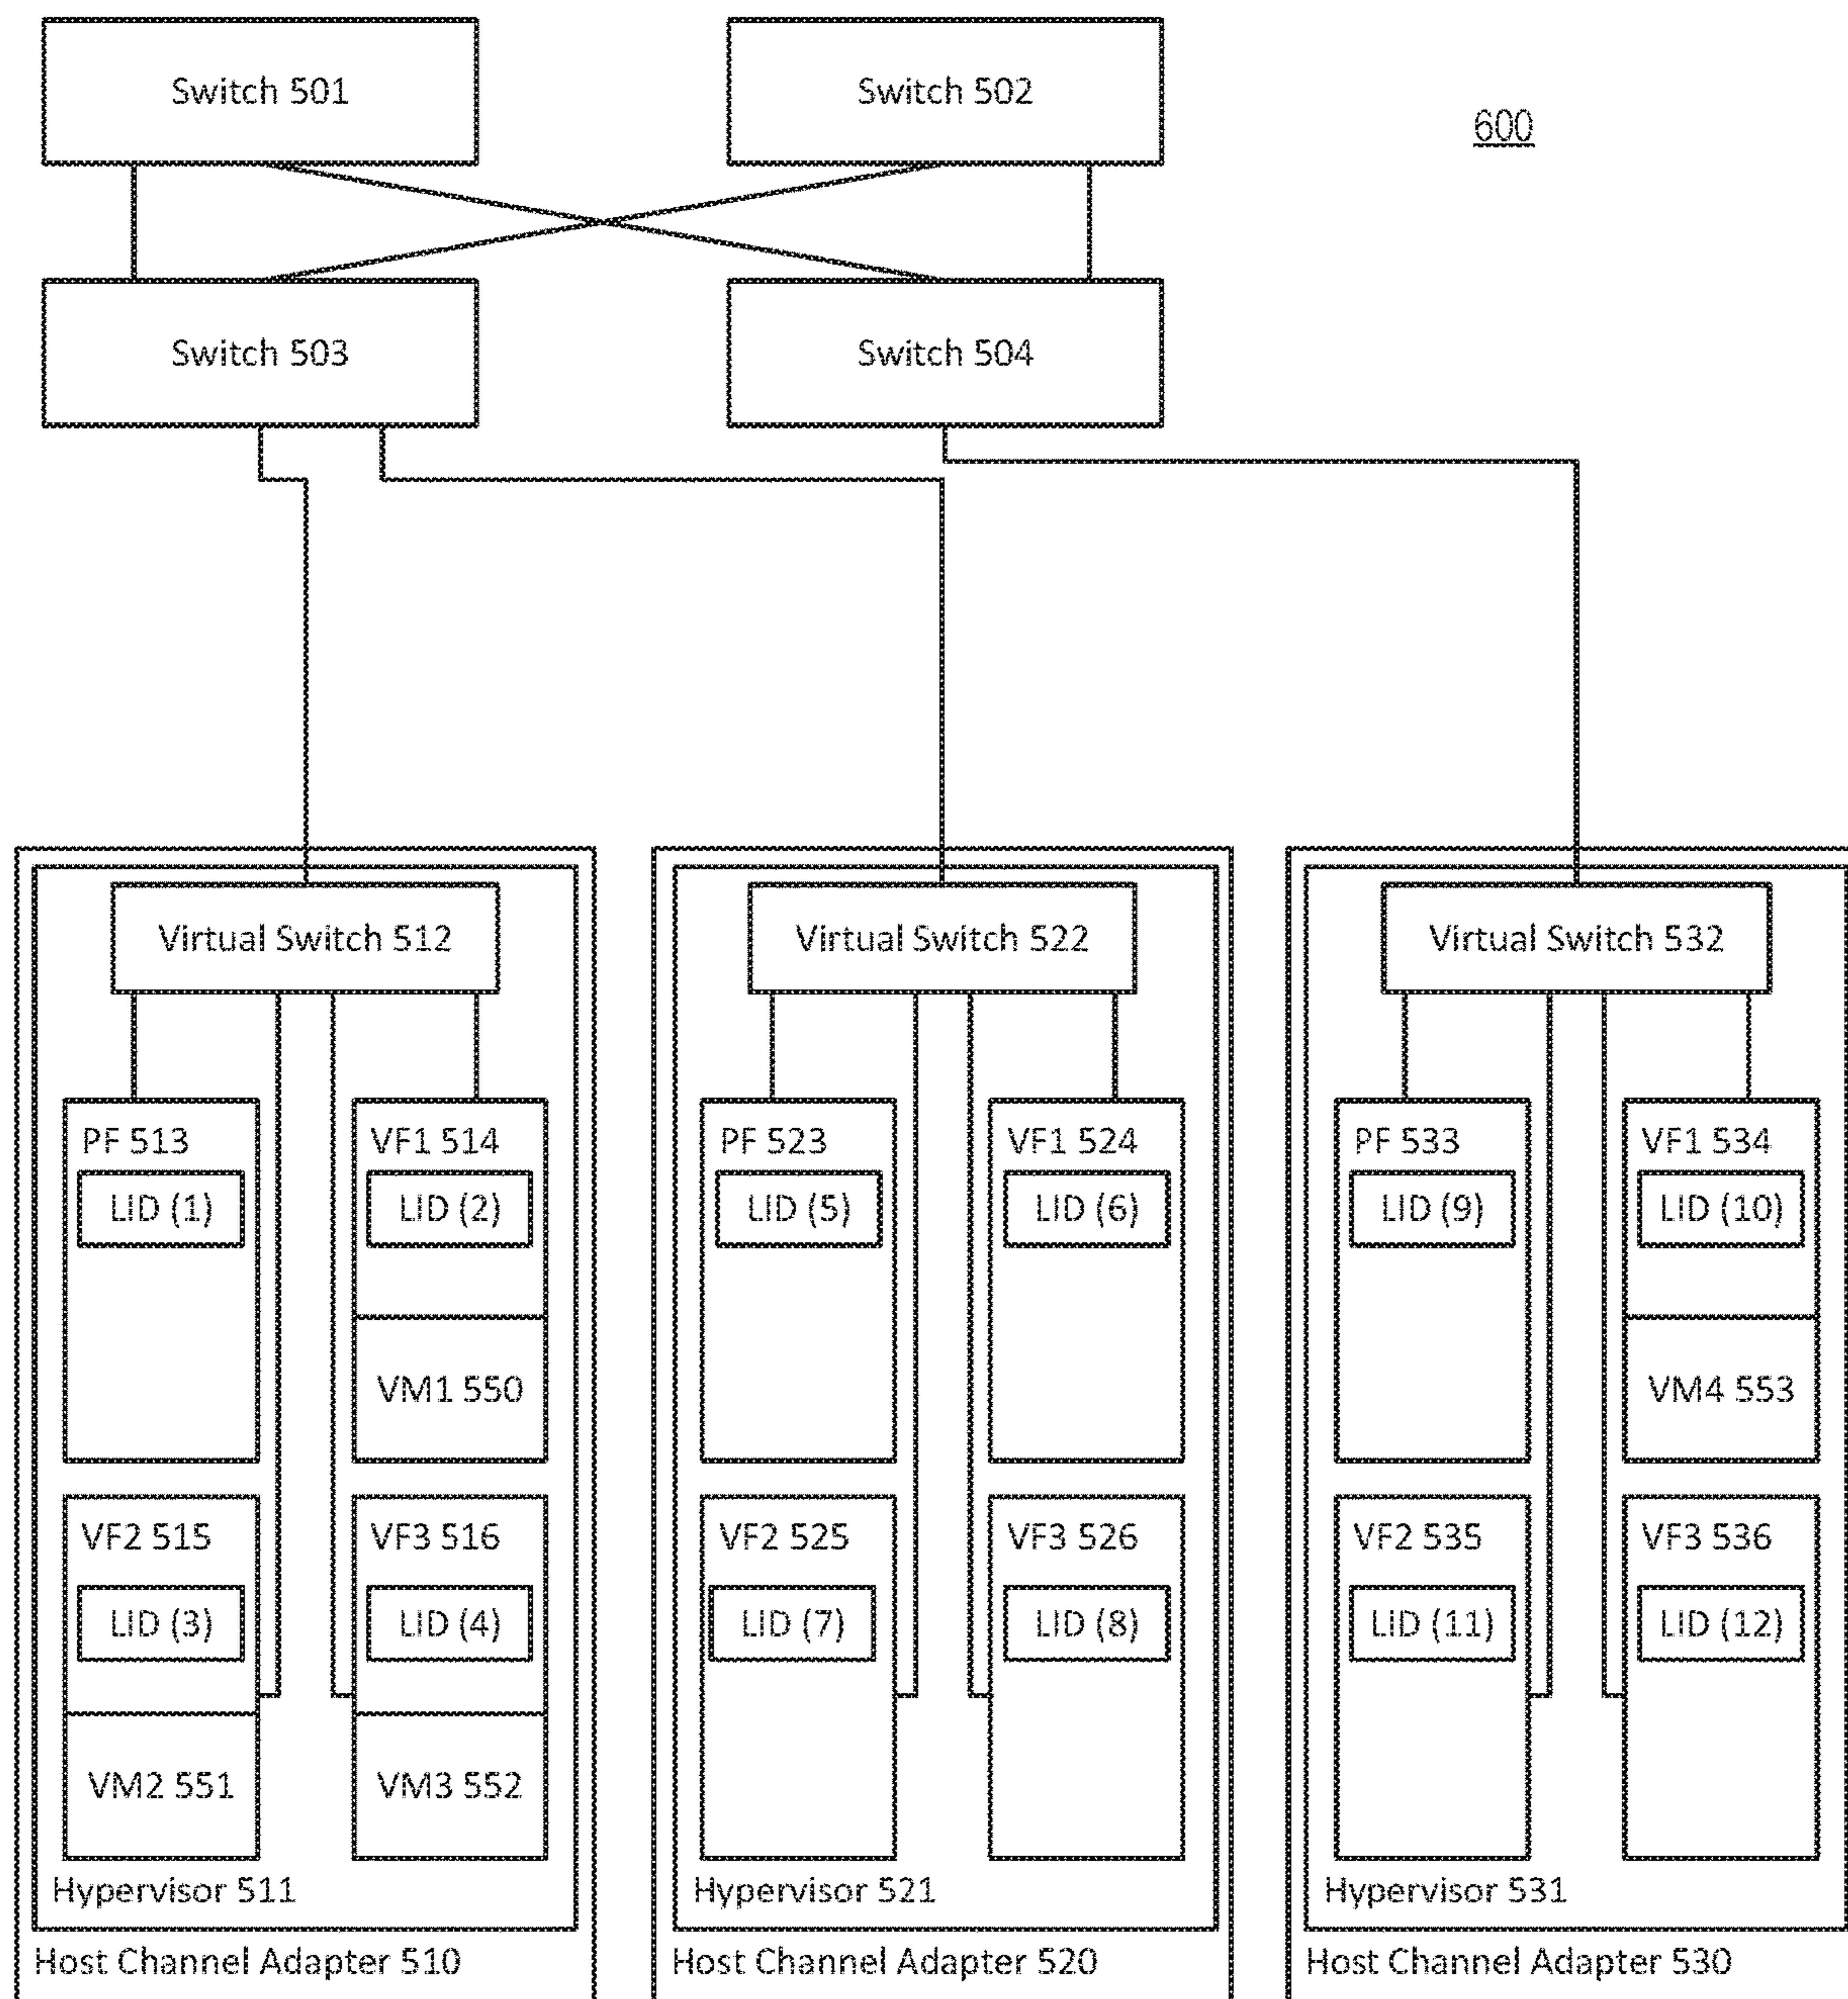 Switch 501
Switch 502
600
Switch 503
Switch 504
Virtual Switch 512
Virtual Switch 522
Virtual Switch 532
PF 513
LID (1)
VF1 514
LID (2)
VM1 550
VF2 515
LID (3)
VM2 551
VF3 516
LID (4)
VM3 552
Hypervisor 511
Host Channel Adapter 510
PF 523
LID (5)
VF1 524
LID (6)
VF2 525
LID (7)
VF3 526
LID (8)
Hypervisor 521
Host Channel Adapter 520
PF 533
LID (9)
VF1 534
LID (10)
VM4 553
VF2 535
LID (11)
VF3 536
LID (12)
Hypervisor 531
Host Channel Adapter 530